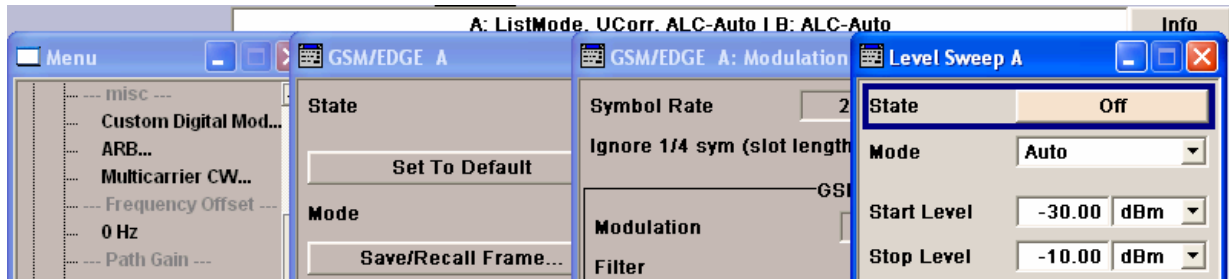 A: ListMode, UCorr, ALC-Auto | B: ALC-Auto
Info
Menu
--- misc ---
Custom Digital Mod...
ARB...
Multicarrier CW...
--- Frequency Offset ---
0 Hz
--- Path Gain ---
GSM/EDGE A
State
Set To Default
Mode
Save/Recall Frame...
GSM/EDGE A: Modulation
Symbol Rate 2
Ignore 1/4 sym (slot length
GSM
Modulation
Filter
Level Sweep A
State Off
Mode Auto
Start Level -30.00 dBm
Stop Level -10.00 dBm